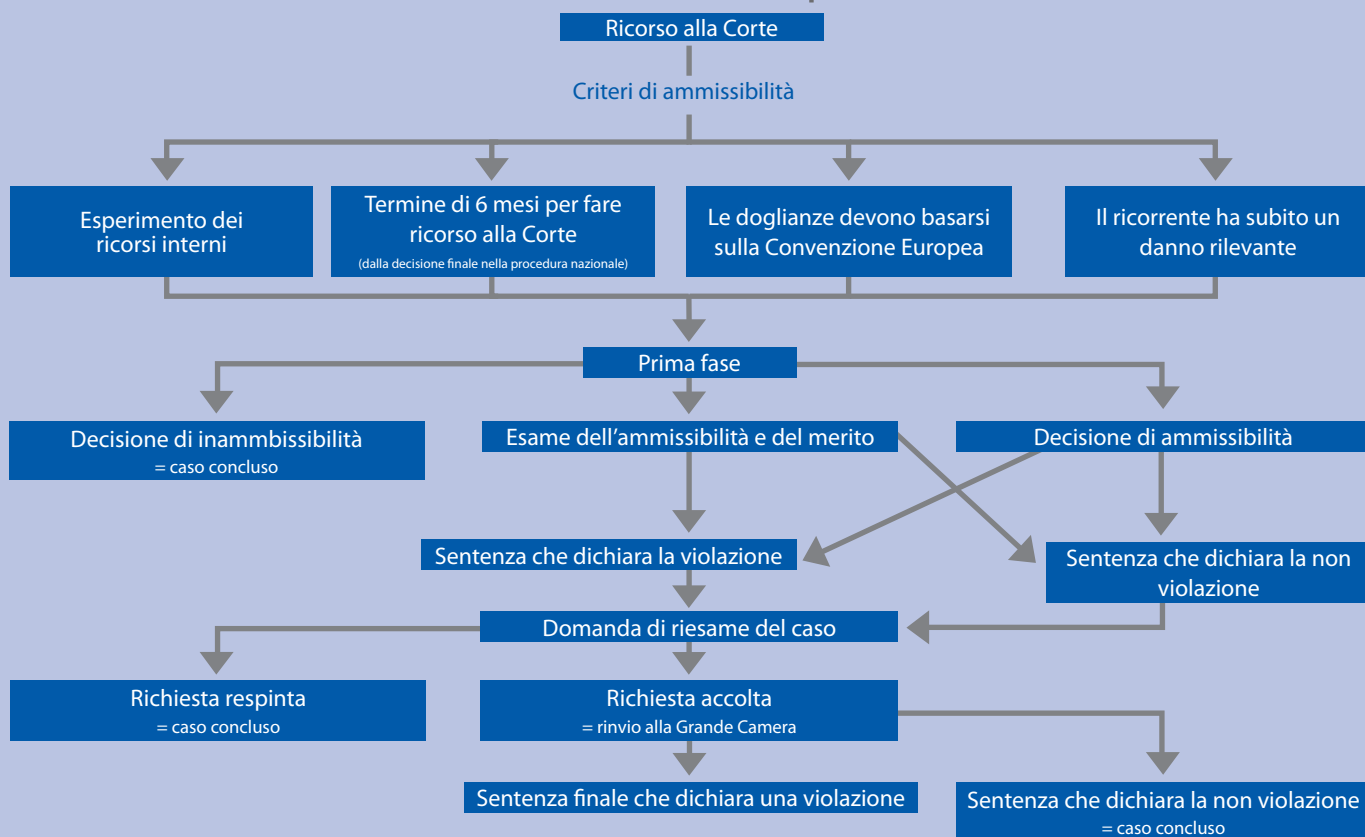 Ricorso alla Corte
Criteri di ammissibilità
Esperimento dei
ricorsi interni
Termine di 6 mesi per fare
ricorso alla Corte
(dalla decisione finale nella procedura nazionale)
Le doglianze devono basarsi
sulla Convenzione Europea
Il ricorrente ha subito un
danno rilevante
Prima fase
Decisione di inammbissibilità
= caso concluso
Esame dell'ammissibilità e del merito
Decisione di ammissibilità
Sentenza che dichiara la violazione
Sentenza che dichiara la non
violazione
Domanda di riesame del caso
Richiesta respinta
= caso concluso
Richiesta accolta
= rinvio alla Grande Camera
Sentenza finale che dichiara una violazione
Sentenza che dichiara la non violazione
= caso concluso